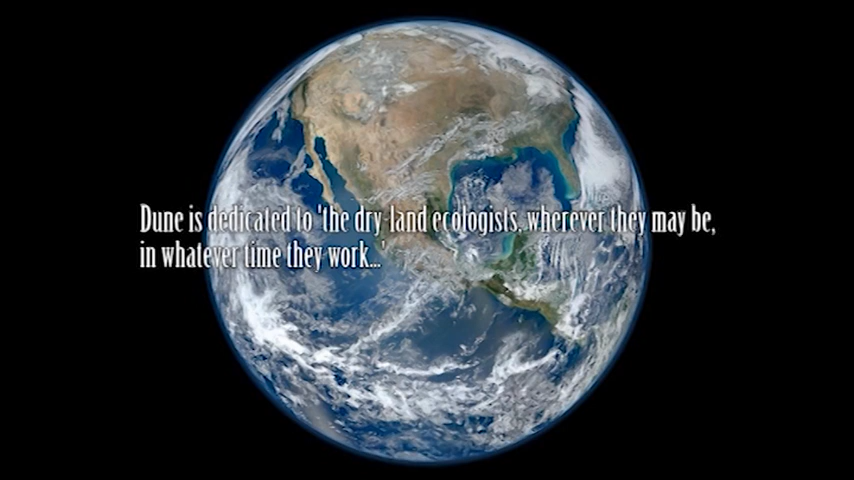 Dune is dedicated to 'the dry-land ecologists, wherever they may be,
in whatever time they work...'